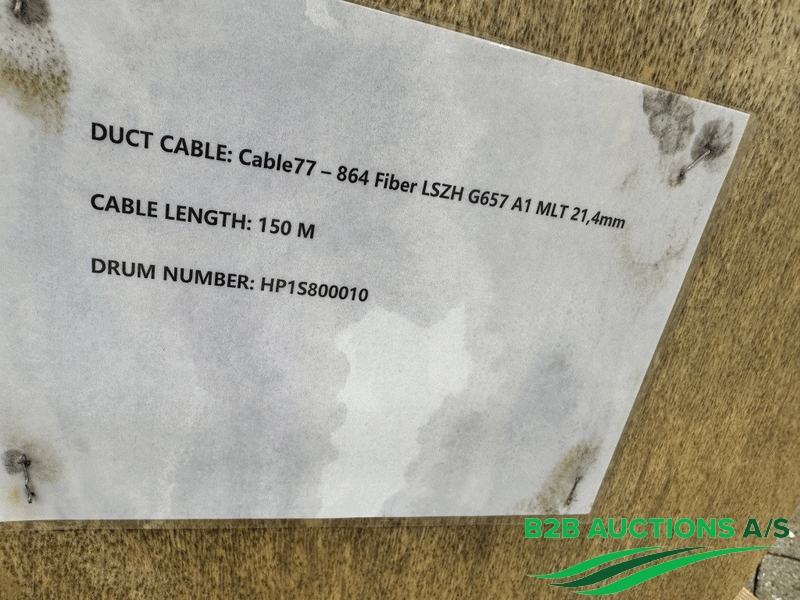 DUCT CABLE: Cable77 – 864 Fiber LSZH G657 A1 MLT 21,4mm
CABLE LENGTH: 150 M
DRUM NUMBER: HP1S800010
B2B AUCTIONS A/S